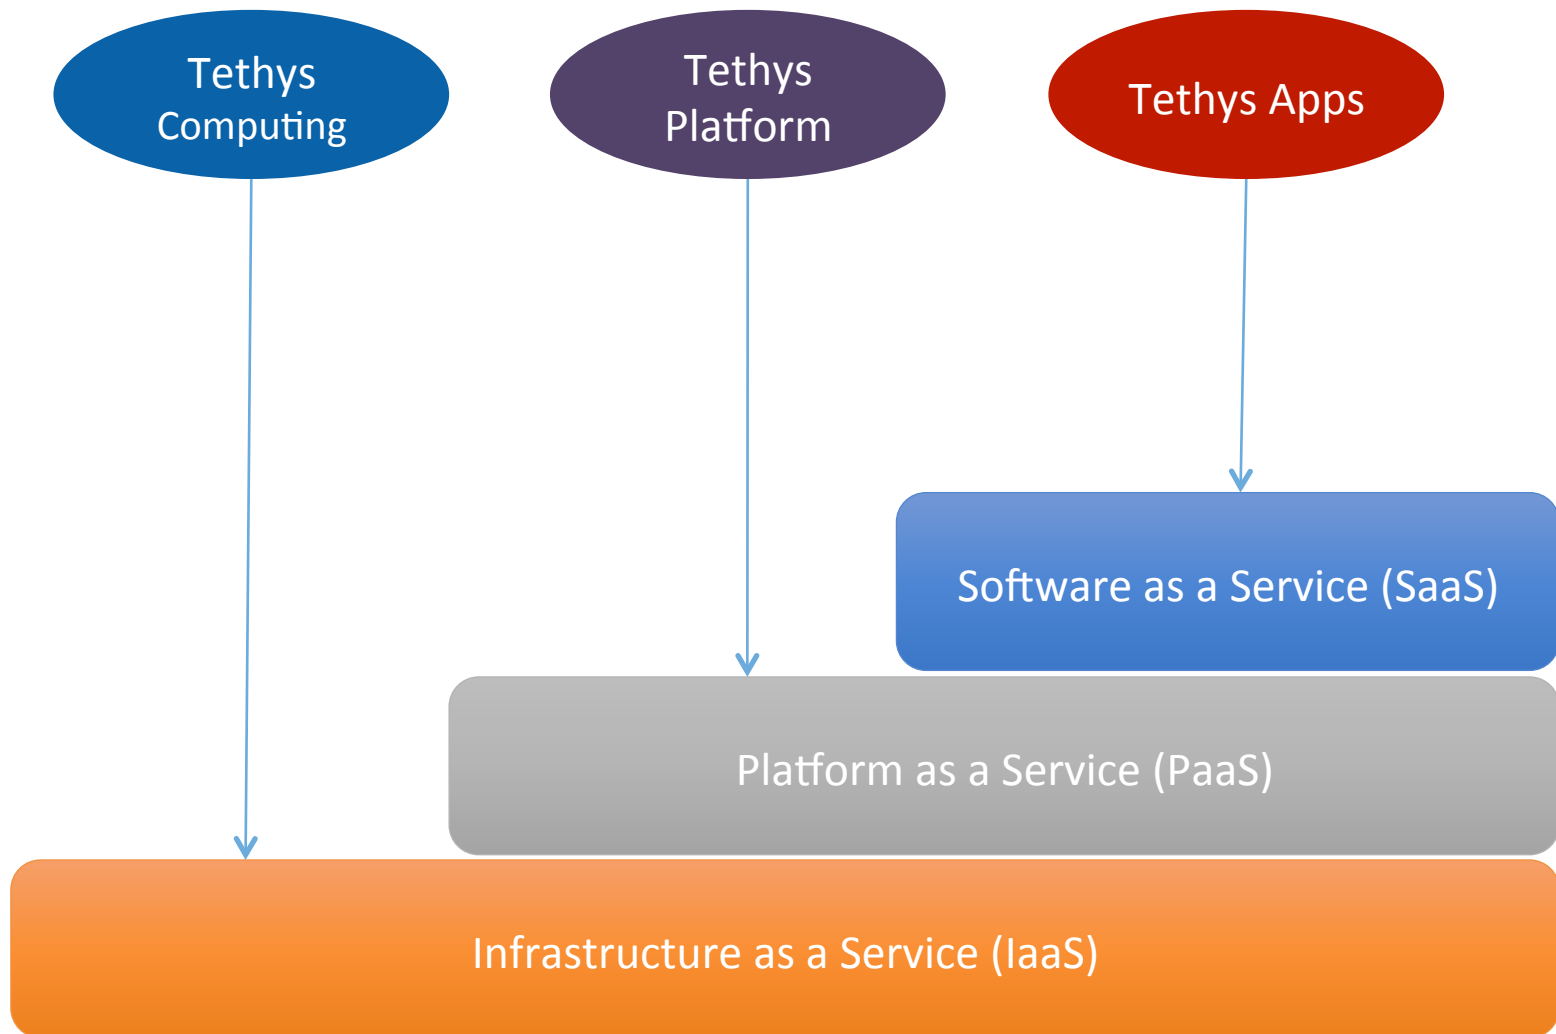 Tethys
Computing
Tethys
Platform
Tethys Apps
Software as a Service (SaaS)
Platform as a Service (PaaS)
Infrastructure as a Service (IaaS)